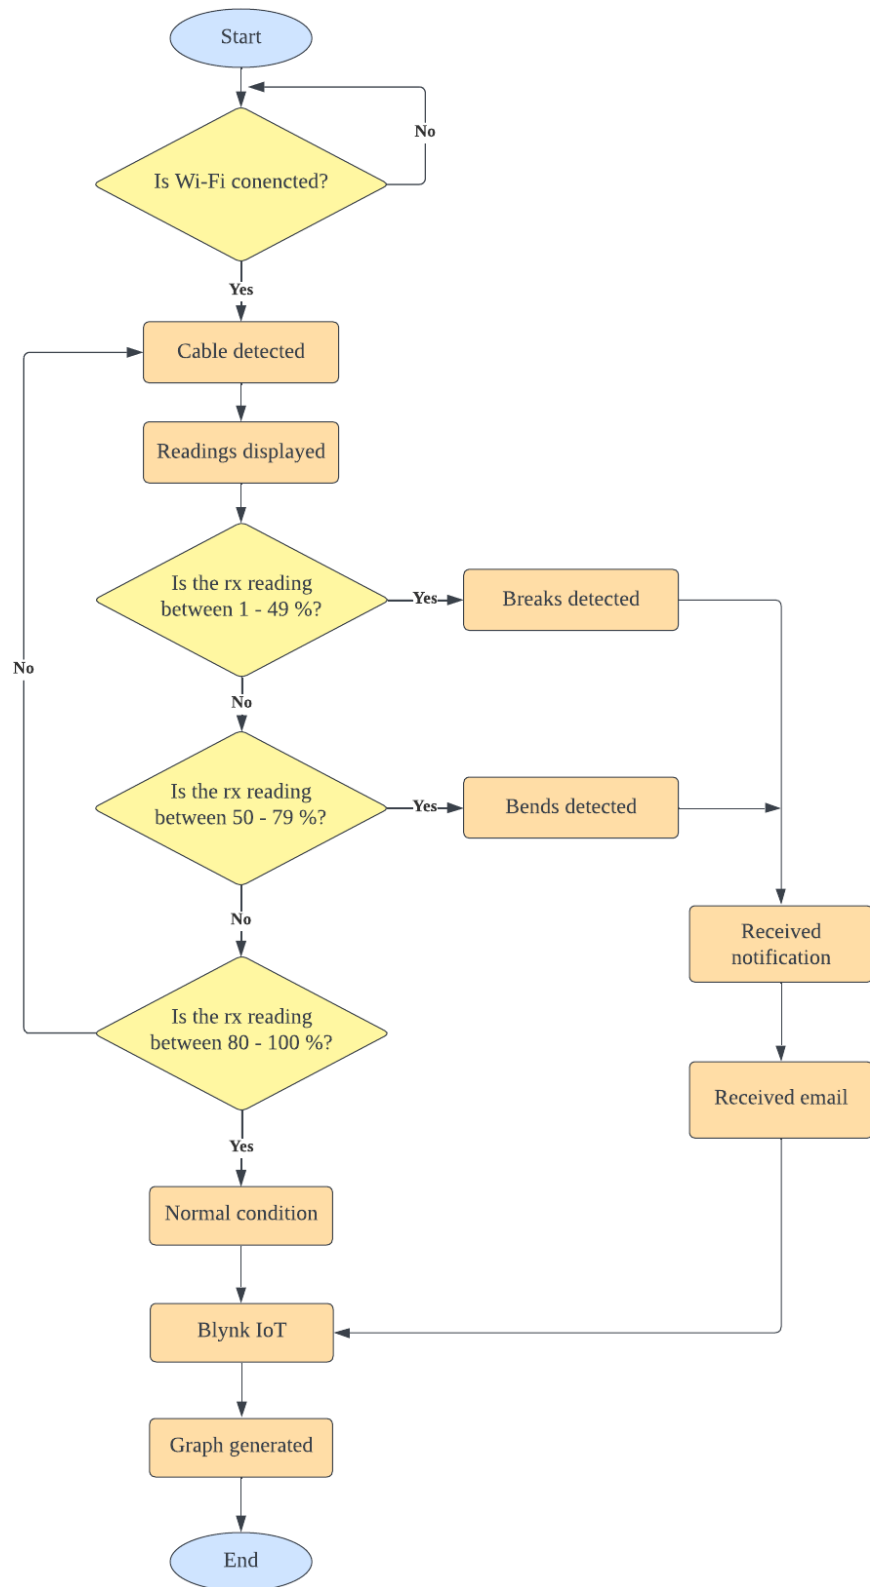 Start
No
Is Wi-Fi conencted?
Yes
Cable detected
Readings displayed
Is the rx reading
between 1 - 49 %?
Yes
Breaks detected
No
No
Is the rx reading
between 50 - 79 %?
Yes
Bends detected
No
Received
notification
Is the rx reading
between 80 - 100 %?
Received email
Yes
Normal condition
Blynk IoT
Graph generated
End